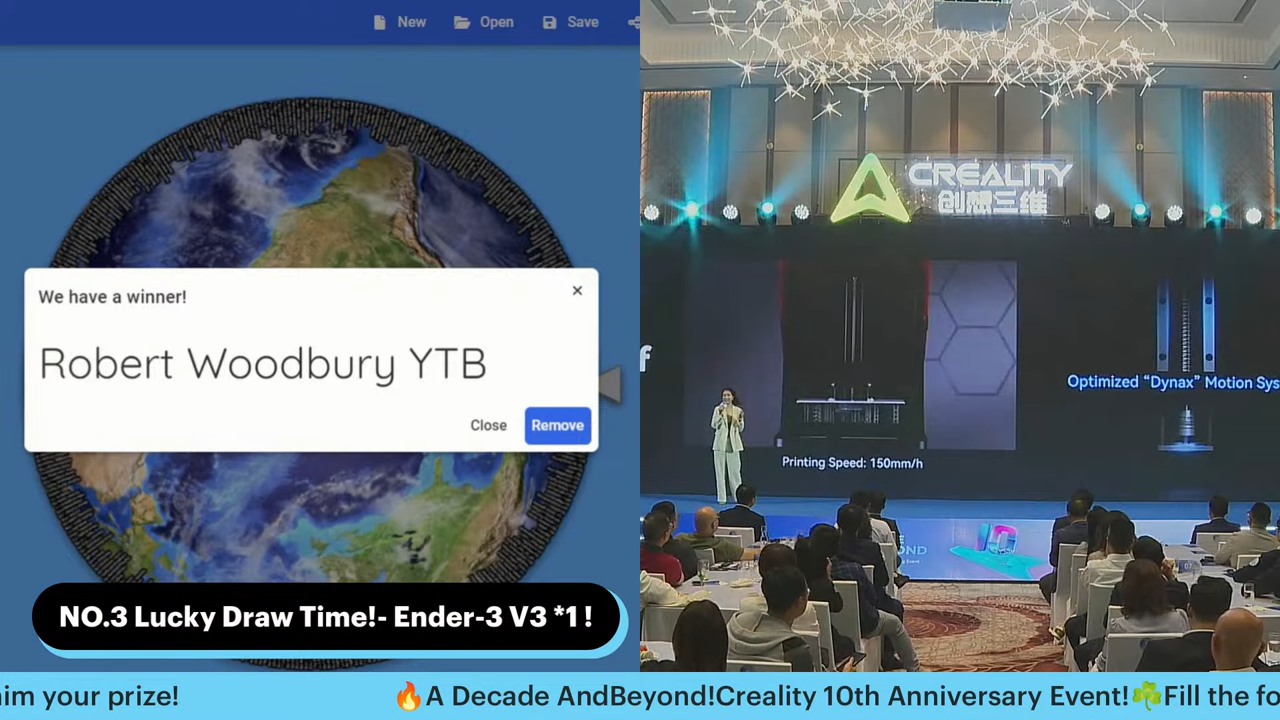 New
Open
Save
We have a winner!
×
Robert Woodbury YTB
Close
Remove
NO.3 Lucky Draw Time!- Ender-3 V3 *1 !
CREALITY
创想三维
f
Optimized “Dynax” Motion Sys
Printing Speed: 150mm/h
OND
aim your prize!
🔥A Decade AndBeyond!Creality 10th Anniversary Event!☘️Fill the fo